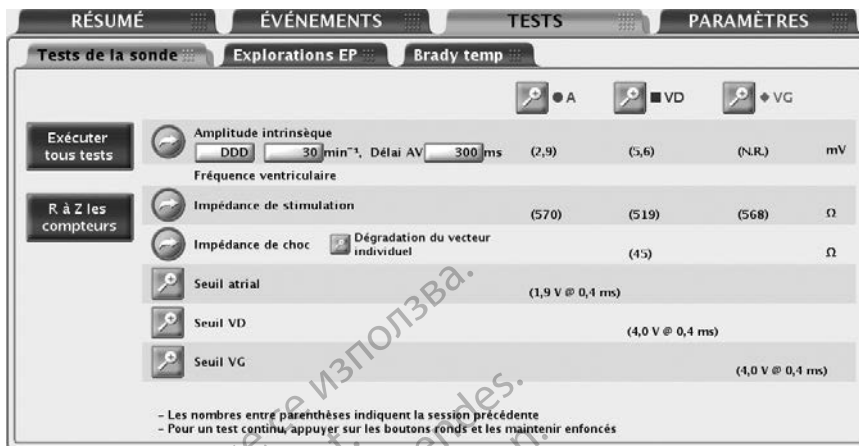 RÉSUMÉ ÉVÉNEMENTS TESTS PARAMÈTRES
Tests de la sonde Explorations EP Brady temp
A VD VG
Exécuter tous tests
Amplitude intrinsèque
DDD 30 min⁻¹, Délai AV 300 ms (2,9) (5,6) (N.R.) mV
Fréquence ventriculaire
R à Z les compteurs
Impédance de stimulation (570) (519) (568) Ω
Impédance de choc Dégradation du vecteur individuel (45) Ω
Seuil atrial (1,9 V @ 0,4 ms)
Seuil VD (4,0 V @ 0,4 ms)
Seuil VG (4,0 V @ 0,4 ms)
- Les nombres entre parenthèses indiquent la session précédente
- Pour un test continu, appuyer sur les boutons ronds et les maintenir enfoncés
се използва.